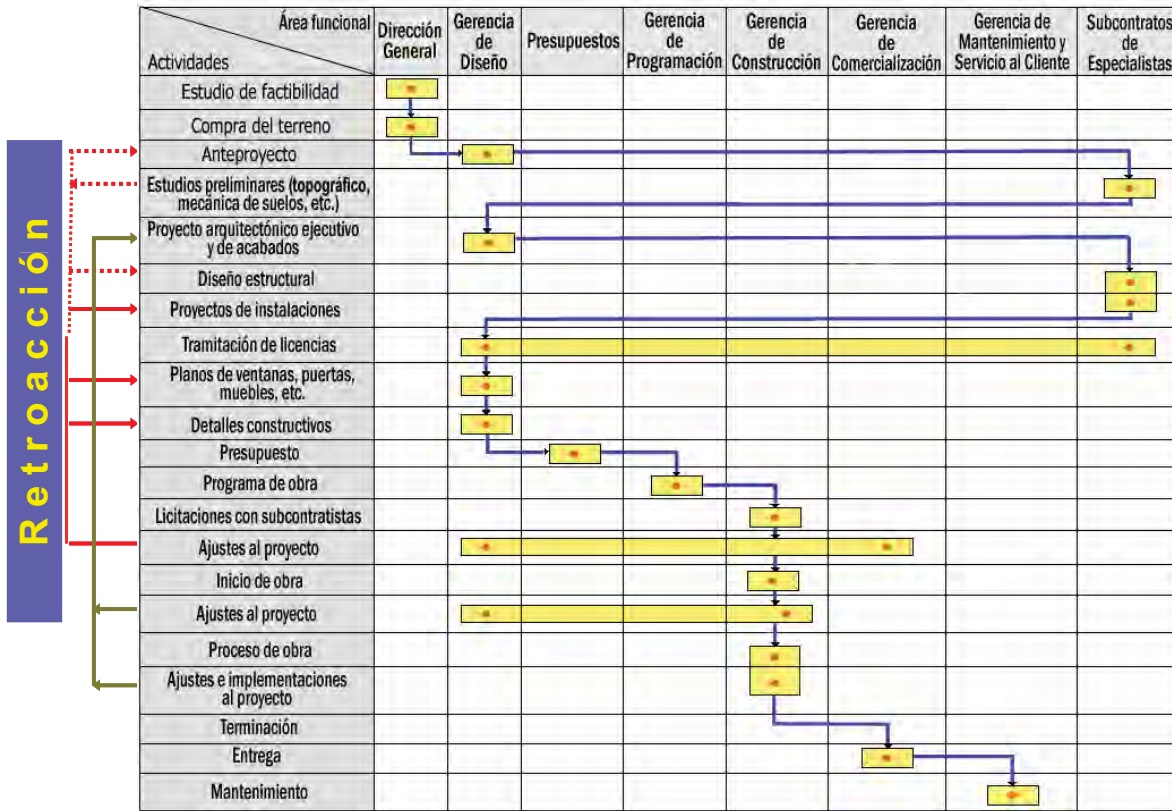 Retroacción
Área funcional
Actividades
Dirección
General
Gerencia
de
Diseño
Presupuestos
Gerencia
de
Programación
Gerencia
de
Construcción
Gerencia
de
Comercialización
Gerencia de
Mantenimiento y
Servicio al Cliente
Subcontratos
de
Especialistas
Estudio de factibilidad
Compra del terreno
Anteproyecto
Estudios preliminares (topográfico,
mecánica de suelos, etc.)
Proyecto arquitectónico ejecutivo
y de acabados
Diseño estructural
Proyectos de instalaciones
Tramitación de licencias
Planos de ventanas, puertas,
muebles, etc.
Detalles constructivos
Presupuesto
Programa de obra
Licitaciones con subcontratistas
Ajustes al proyecto
Inicio de obra
Ajustes al proyecto
Proceso de obra
Ajustes e implementaciones
al proyecto
Terminación
Entrega
Mantenimiento